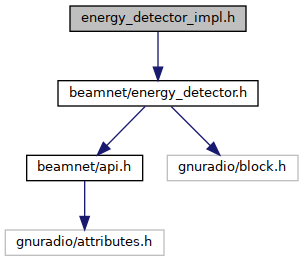 energy_detector_impl.h
beamnet/energy_detector.h
beamnet/api.h
gnuradio/block.h
gnuradio/attributes.h